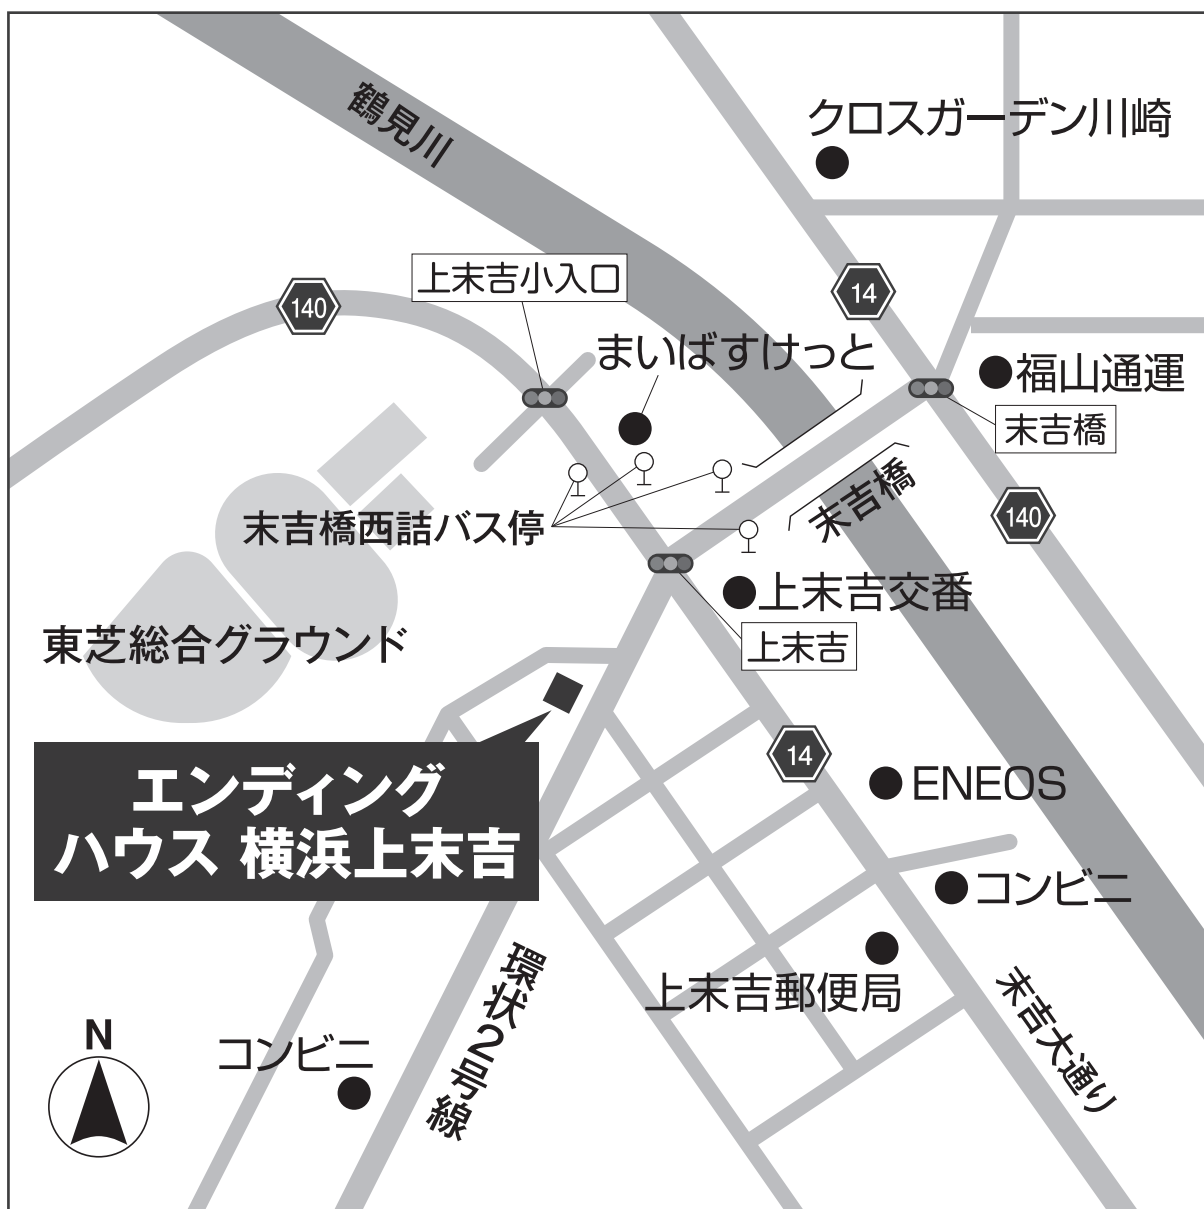 鶴見川
クロスガーデン川崎
上末吉小入口
140
14
まいばすけっと
福山通運
末吉橋
末吉橋
140
末吉橋西詰バス停
上末吉交番
東芝総合グラウンド
上末吉
14
エンディング
ハウス 横浜上末吉
ENEOS
コンビニ
上末吉郵便局
環状2号線
末吉大通り
N
コンビニ